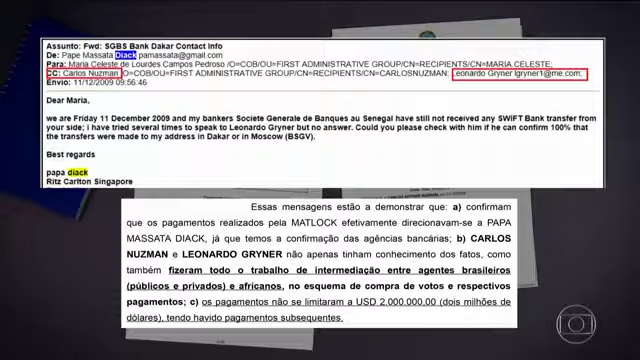 Assunto: Fwd: SGBS Bank Dakar Contact Info
De: Pape Massata Diack pamassata@gmail.com
Para: Maria Celeste de Lourdes Campos Pedroso /O=COB/OU=FIRST ADMINISTRATIVE GROUP/CN=RECIPIENTS/CN=MARIA.CELESTE;
CC: Carlos Nuzman /O=COB/OU=FIRST ADMINISTRATIVE GROUP/CN=RECIPIENTS/CN=CARLOSNUZMAN; Leonardo Gryner lgryner1@me.com;
Envio: 11/12/2009 09:56:46
Dear Maria,
we are Friday 11 December 2009 and my bankers Societe Generale de Banques au Senegal have still not received any SWiFT Bank transfer from
your side; i have tried several times to speak to Leonardo Gryner but no answer. Could you please check with him if he can confirm 100% that
the transfers were made to my address in Dakar or in Moscow (BSGV).
Best regards
papa diack
Ritz Carlton Singapore
Essas mensagens estão a demonstrar que: a) confirmam
que os pagamentos realizados pela MATLOCK efetivamente direcionavam-se a PAPA
MASSATA DIACK, já que temos a confirmação das agências bancárias; b) CARLOS
NUZMAN e LEONARDO GRYNER não apenas tinham conhecimento dos fatos, como
também fizeram todo o trabalho de intermediação entre agentes brasileiros
(públicos e privados) e africanos, no esquema de compra de votos e respectivos
pagamentos; c) os pagamentos não se limitaram a USD 2.000.000,00 (dois milhões de
dólares), tendo havido pagamentos subsequentes.